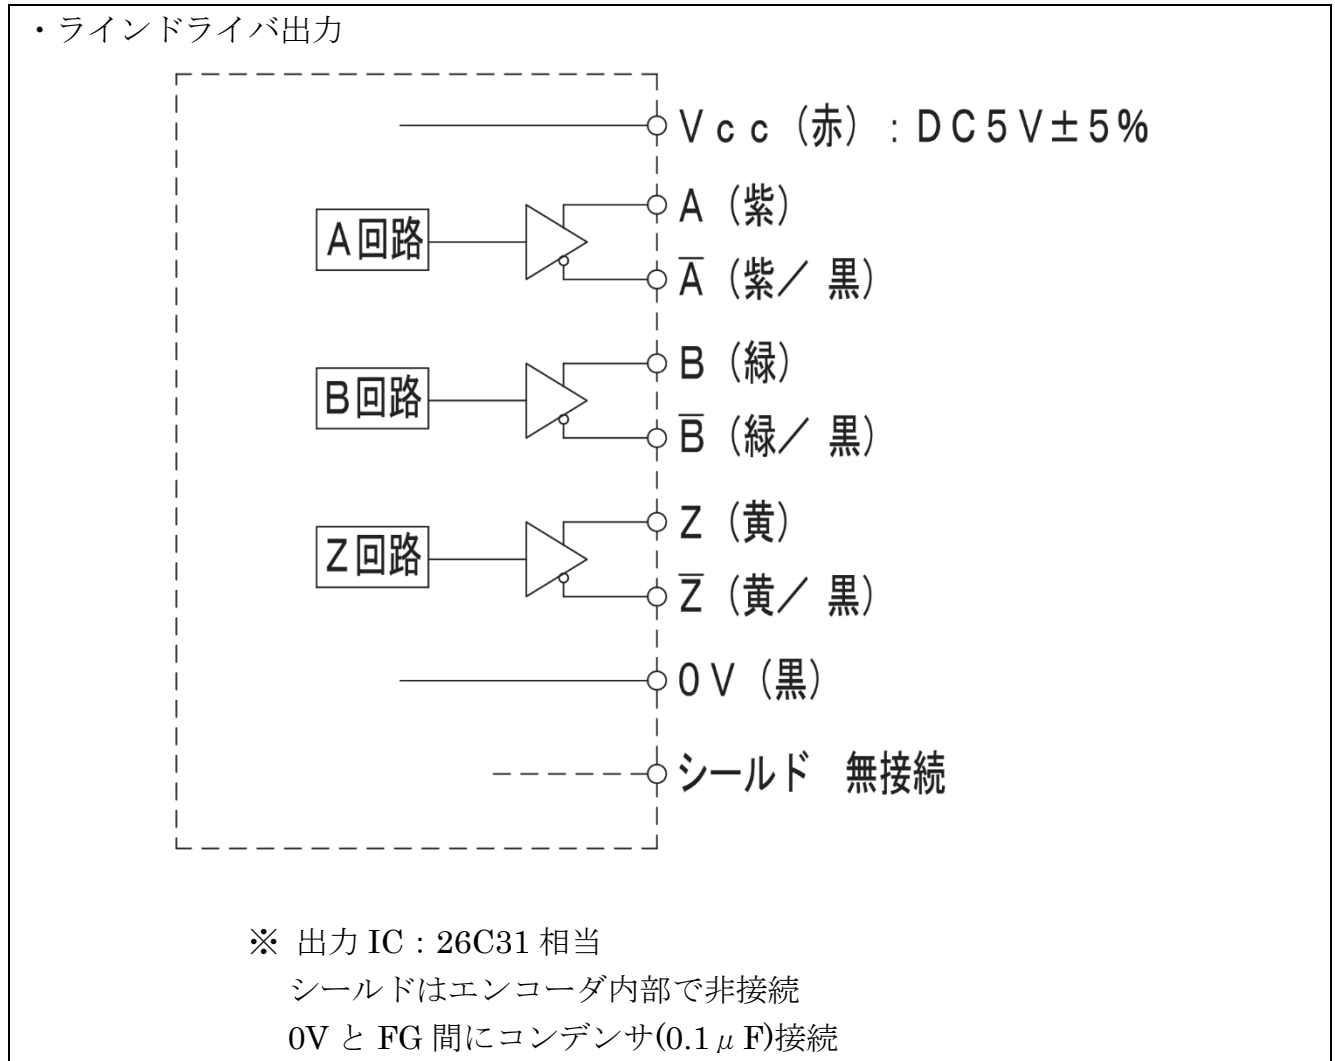 ・ラインドライバ出力
Vcc（赤）：DC5V±5%
A（紫）
A回路
A̅（紫／ 黒）
B（緑）
B回路
B̅（緑／ 黒）
Z（黄）
Z回路
Z̅（黄／ 黒）
0V（黒）
シールド　無接続
※ 出力 IC：26C31 相当
シールドはエンコーダ内部で非接続
0V と FG 間にコンデンサ(0.1μF)接続